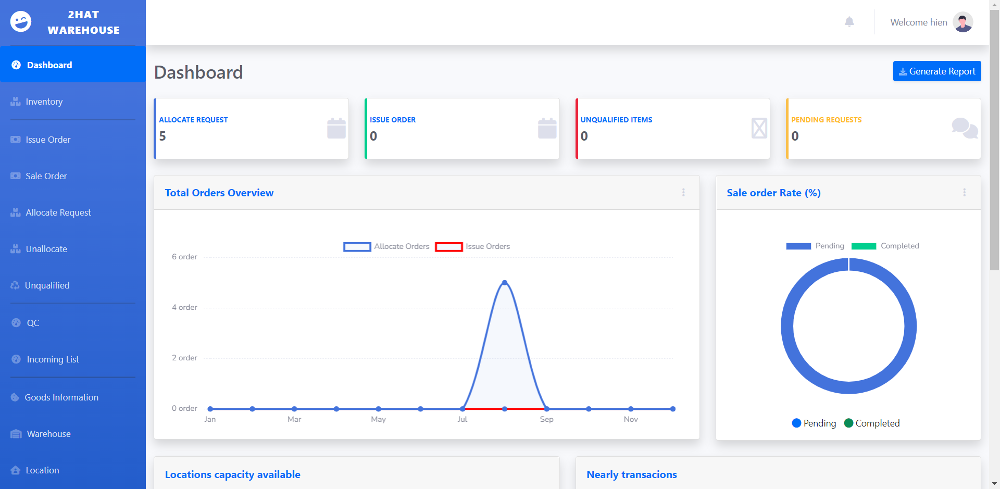 2HAT
WAREHOUSE
Welcome hien
Dashboard
Inventory
Issue Order
Sale Order
Allocate Request
Unallocate
Unqualified
QC
Incoming List
Goods Information
Warehouse
Location
Dashboard
Generate Report
ALLOCATE REQUEST
5
ISSUE ORDER
0
UNQUALIFIED ITEMS
0
PENDING REQUESTS
0
Total Orders Overview
Allocate Orders Issue Orders
6 order
4 order
2 order
0 order
Jan Mar May Jul Sep Nov
Sale order Rate (%)
Pending Completed
Pending Completed
Locations capacity available
Nearly transacions